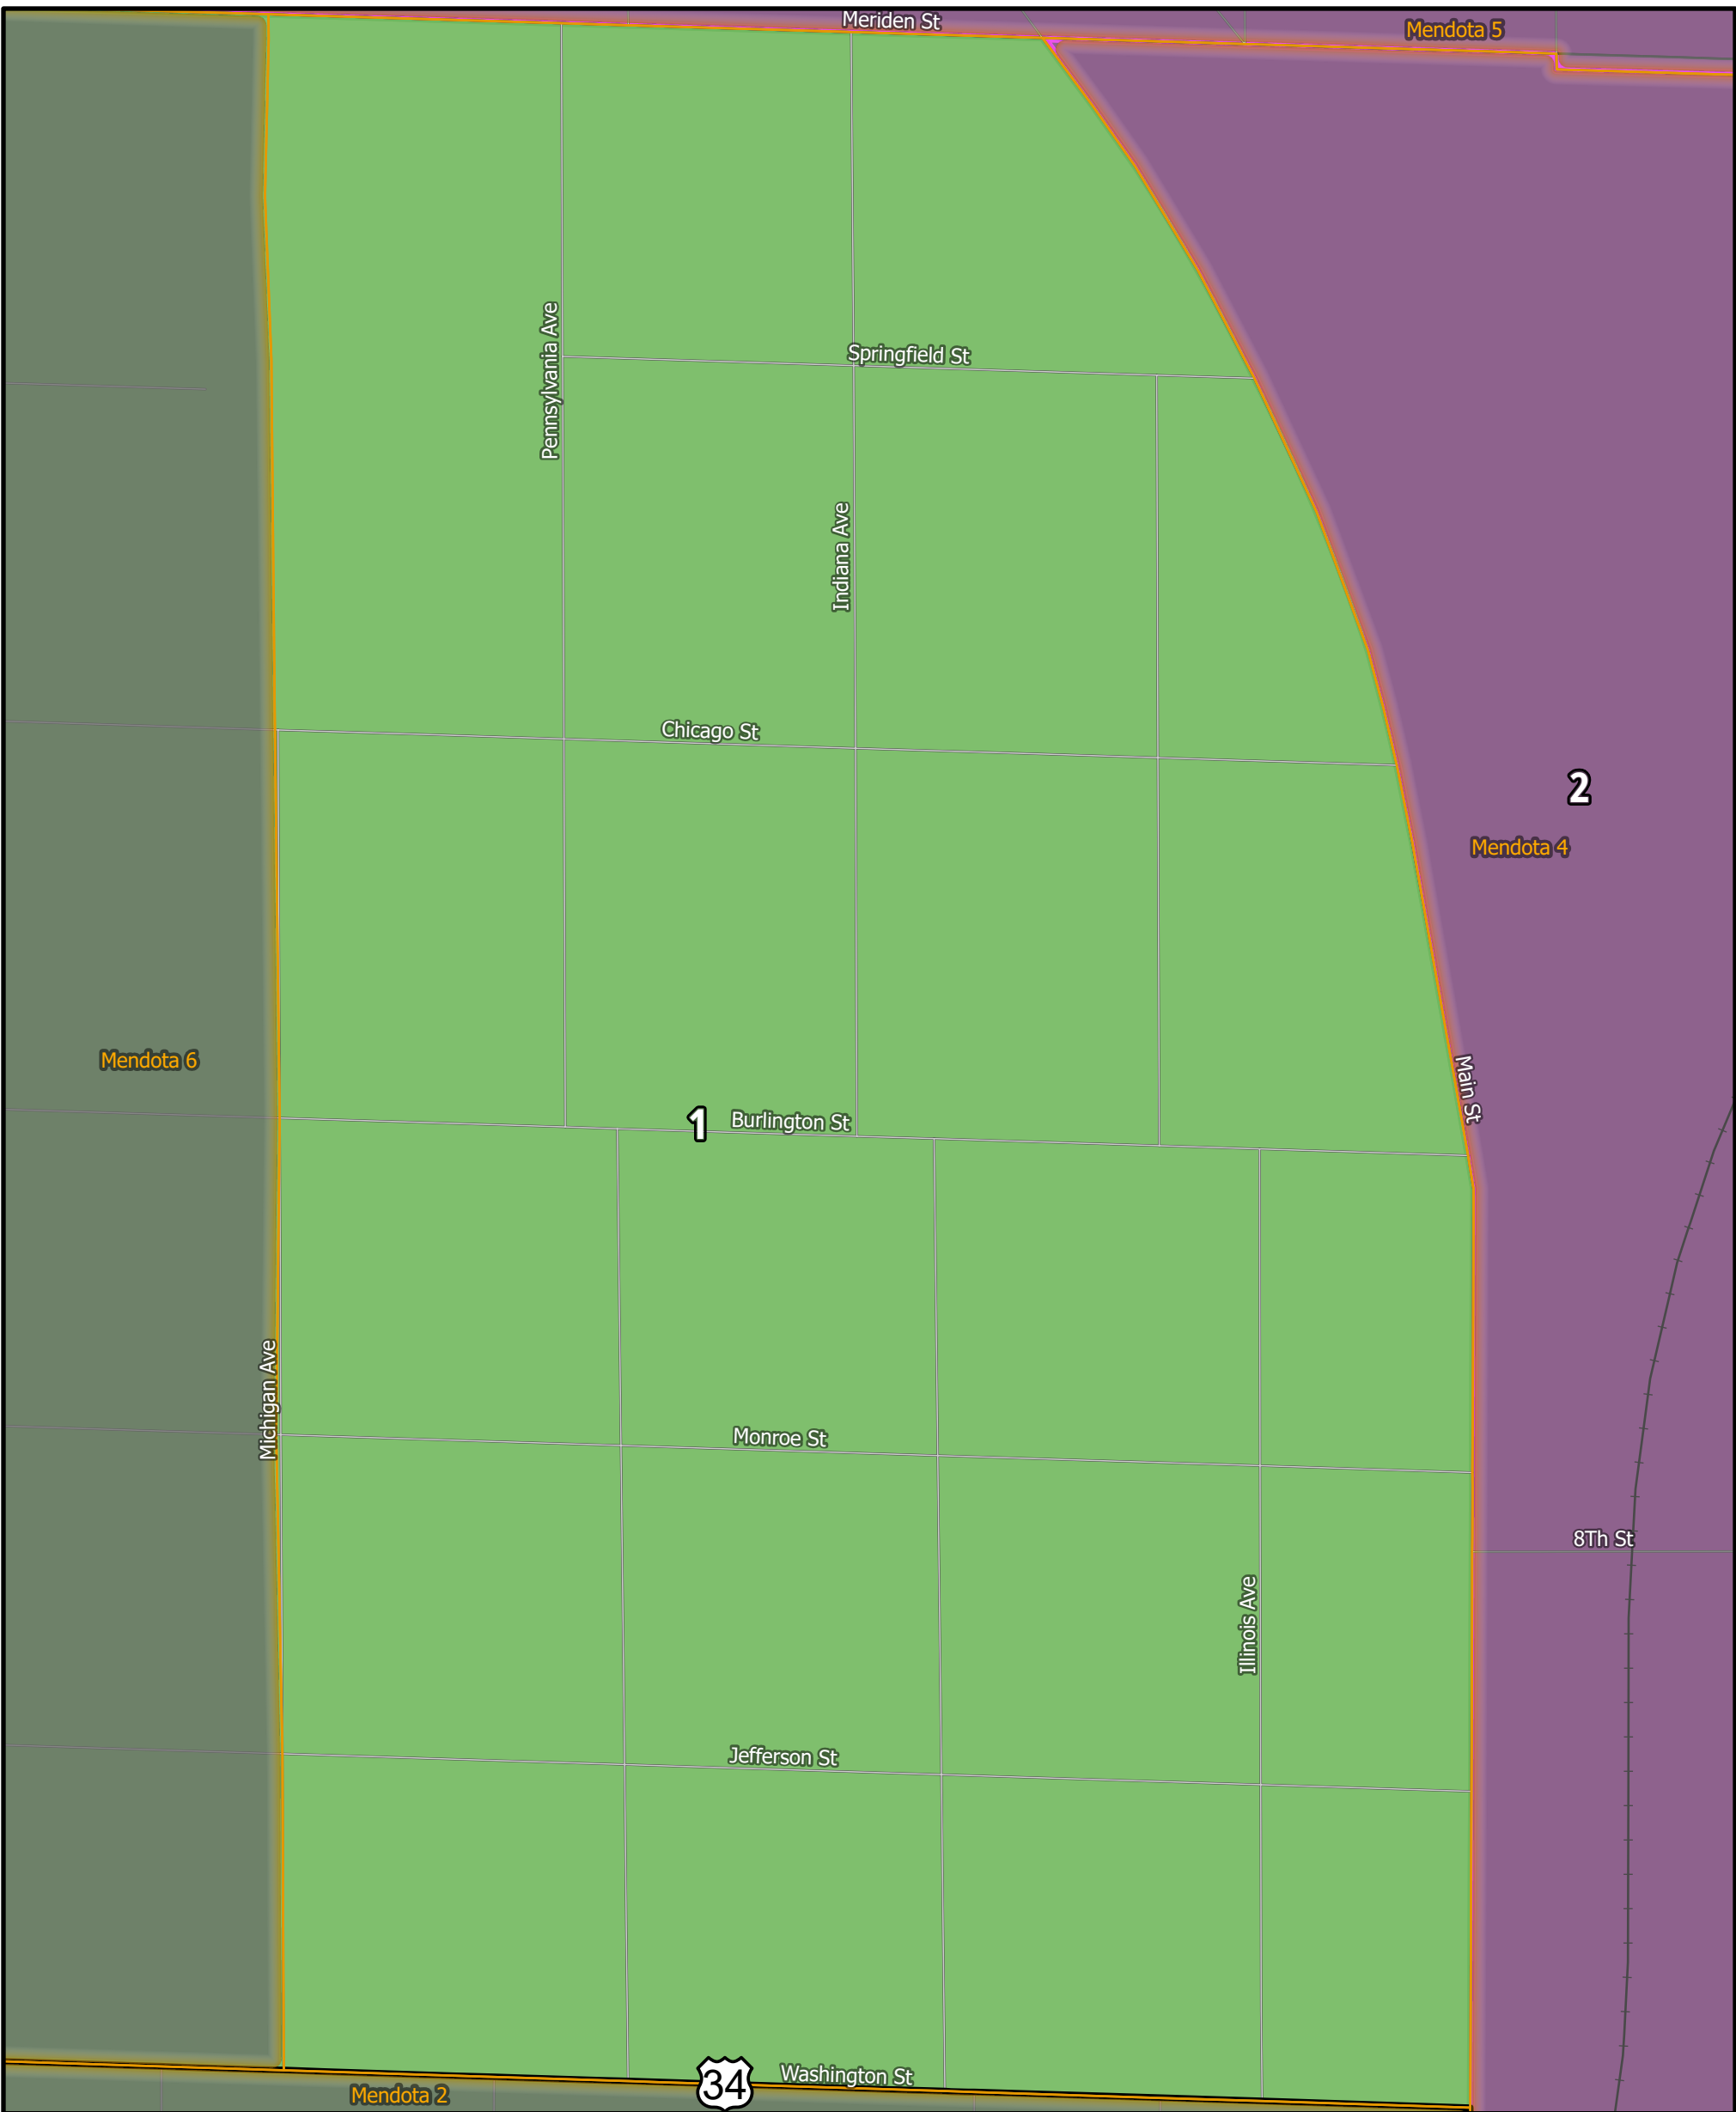 Meriden St
Mendota 5
Pennsylvania Ave
Springfield St
Indiana Ave
Chicago St
2
Mendota 4
Mendota 6
Main St
1
Burlington St
Michigan Ave
Monroe St
8Th St
Illinois Ave
Jefferson St
34
Washington St
Mendota 2